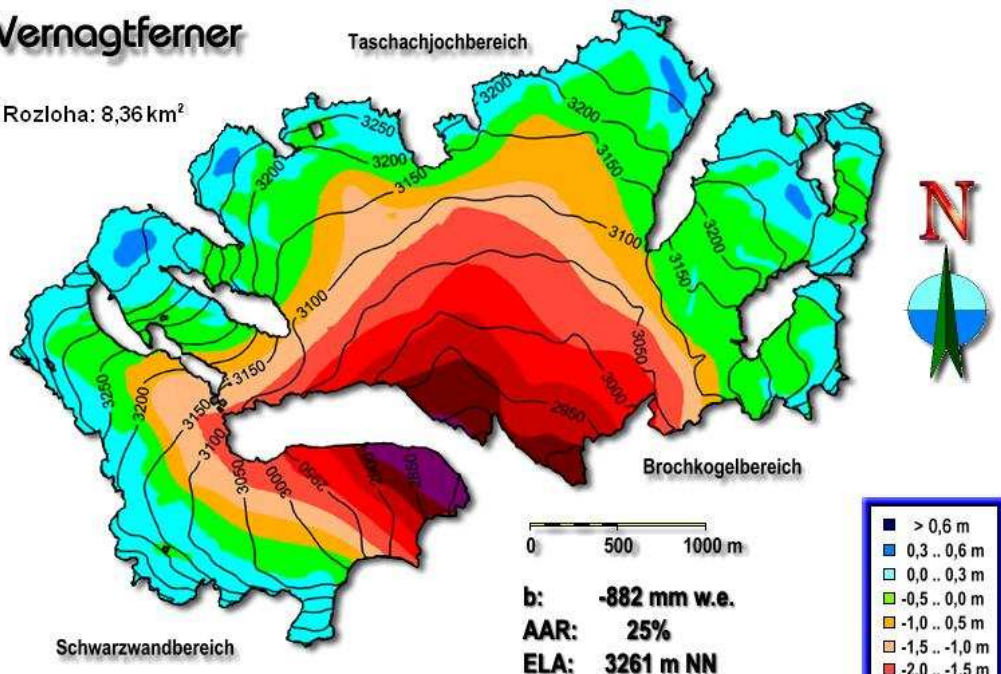 Vernagtferner
Taschachjochbereich
Rozloha: 8,36 km²
3200
3250
3200
3200
3150
3200
3150
3200
3100
3150
3100
3050
3150
3250
3200
3150
3000
2950
3100
3050
3000
2950
2900
2850
N
Brochkogelbereich
0 500 1000 m
b: -882 mm w.e.
AAR: 25%
ELA: 3261 m NN
Schwarzwandbereich
> 0,6 m
0,3 .. 0,6 m
0,0 .. 0,3 m
-0,5 .. 0,0 m
-1,0 .. 0,5 m
-1,5 .. -1,0 m
-2,0 .. -1,5 m